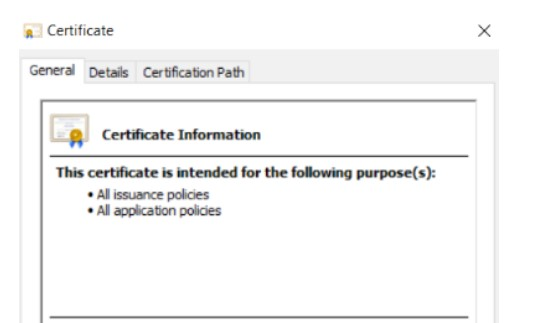 Certificate
General Details Certification Path
Certificate Information
This certificate is intended for the following purpose(s):
• All issuance policies
• All application policies